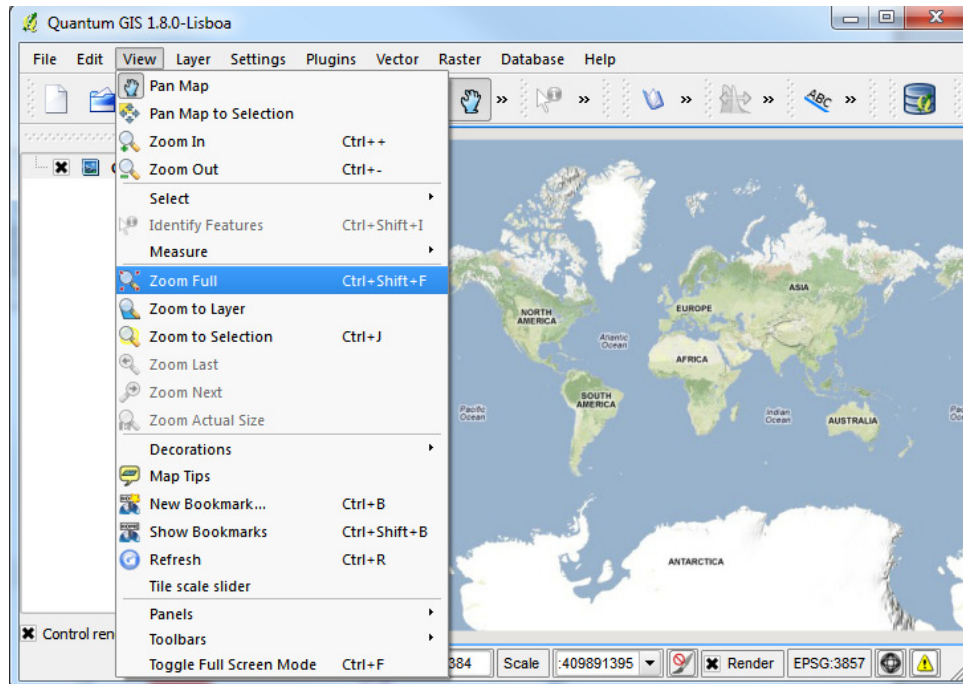 Quantum GIS 1.8.0-Lisboa
File Edit View Layer Settings Plugins Vector Raster Database Help
Pan Map
Pan Map to Selection
Zoom In Ctrl++
Zoom Out Ctrl+-
Select
Identify Features Ctrl+Shift+I
Measure
Zoom Full Ctrl+Shift+F
Zoom to Layer
Zoom to Selection Ctrl+J
Zoom Last
Zoom Next
Zoom Actual Size
Decorations
Map Tips
New Bookmark... Ctrl+B
Show Bookmarks Ctrl+Shift+B
Refresh Ctrl+R
Tile scale slider
Panels
Toolbars
Toggle Full Screen Mode Ctrl+F
ABC
ASIA
EUROPE
NORTH
AMERICA
Atlantic
Ocean
AFRICA
SOUTH
AMERICA
Pacific
Ocean
Indian
Ocean
AUSTRALIA
ANTARCTICA
Control ren
384 Scale :409891395 Render EPSG:3857